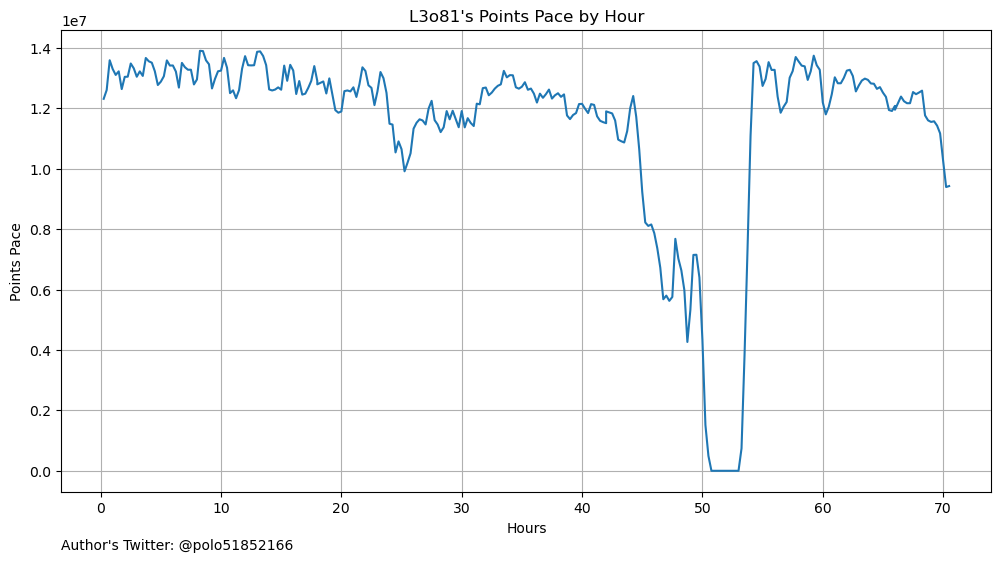 L3o81's Points Pace by Hour
1e7
1.4
1.2
1.0
0.8
0.6
0.4
0.2
0.0
Points Pace
0 10 20 30 40 50 60 70
Hours
Author's Twitter: @polo51852166